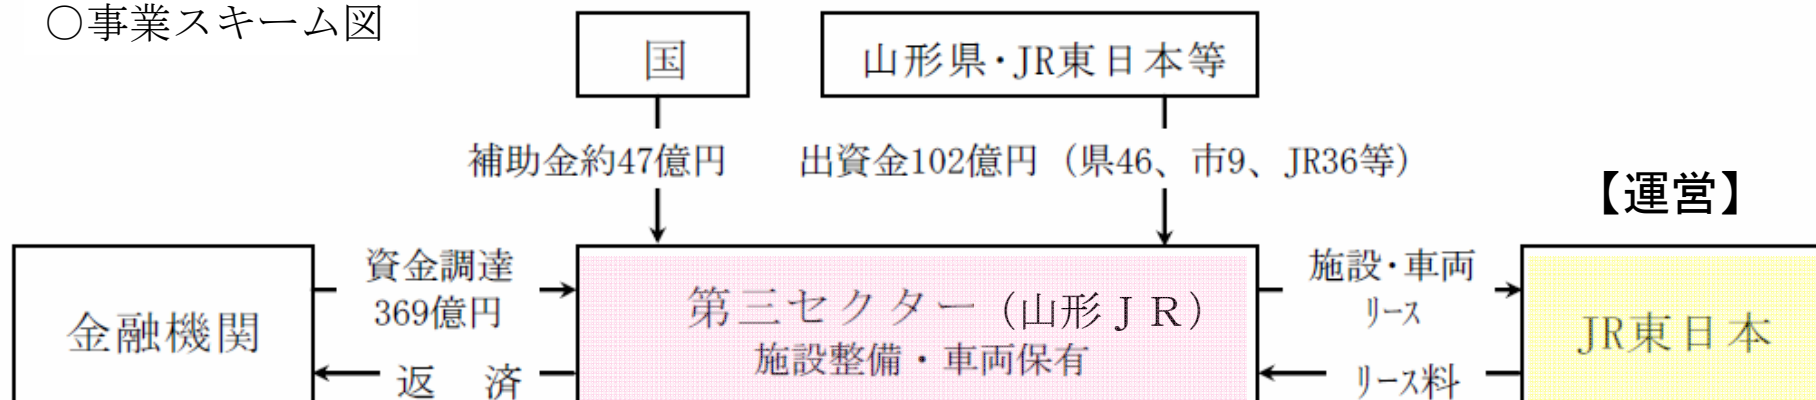 ○事業スキーム図
国
山形県・JR東日本等
補助金約47億円
出資金102億円（県46、市9、JR36等）
【運営】
金融機関
資金調達
369億円
返　済
第三セクター（山形ＪＲ）
施設整備・車両保有
施設・車両
ﾘｰｽ
ﾘｰｽ料
JR東日本